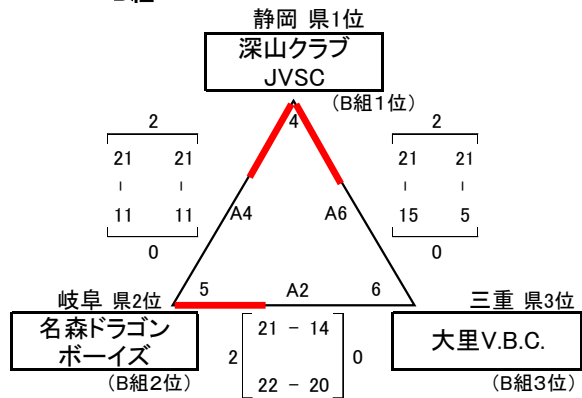 静岡 県1位
深山クラブ
JVSC
(B組1位)
4
2
21 21
- -
11 11
0
A4
2
21 21
- -
15 5
0
A6
岐阜 県2位
名森ドラゴン
ボーイズ
(B組2位)
5 A2 6
2
21 - 14
22 - 20
0
三重 県3位
大里V.B.C.
(B組3位)